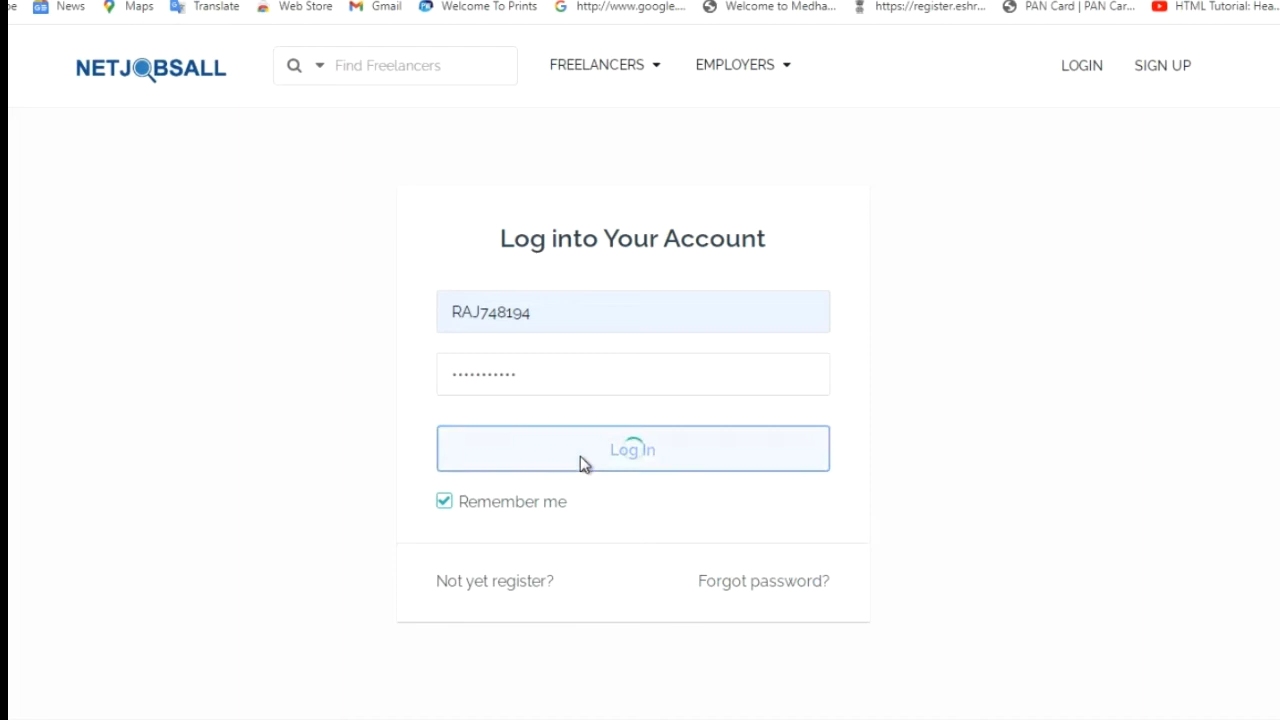 News Maps Translate Web Store Gmail Welcome To Prints http://www.google.... Welcome to Medha... https://register.eshr... PAN Card | PAN Car... HTML Tutorial: Hea...
NETJOBSALL Find Freelancers FREELANCERS EMPLOYERS LOGIN SIGN UP
Log into Your Account
RAJ748194
•••••••••••
Log In
Remember me
Not yet register? Forgot password?